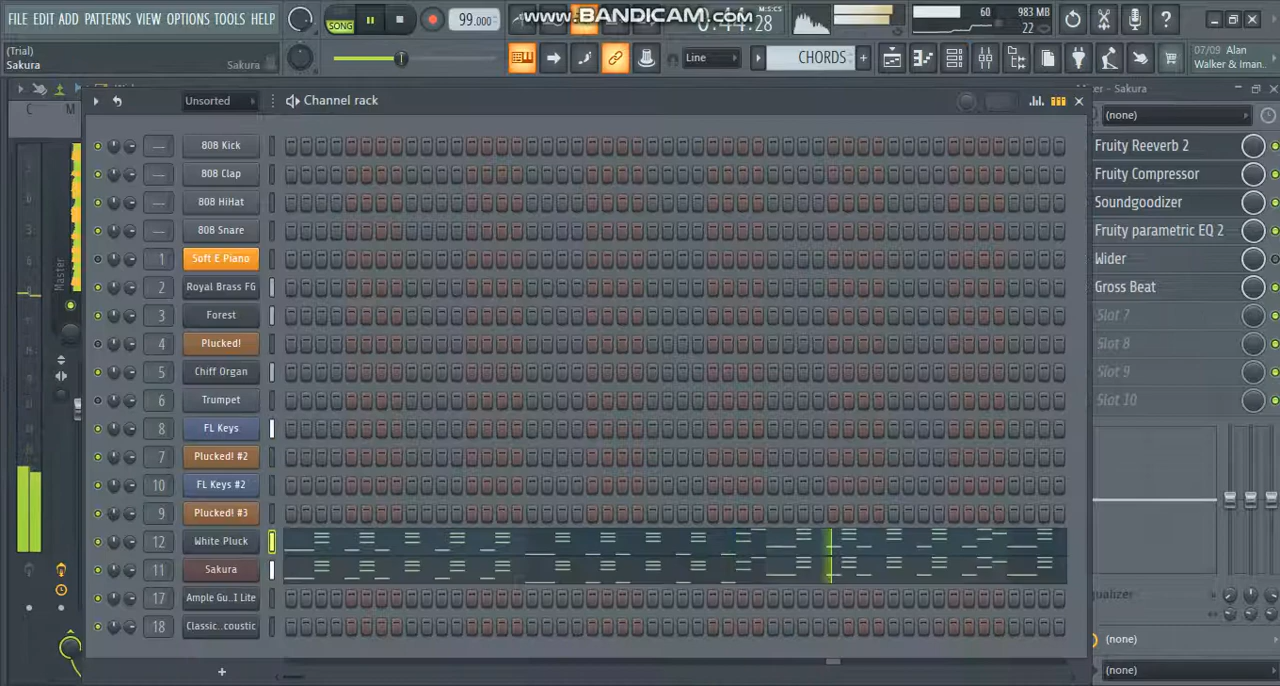 FILE EDIT ADD PATTERNS VIEW OPTIONS TOOLS HELP
SONG
99.000
www.BANDICAM.com
0:44:28
M:S:CS
60
983 MB
22
(Trial)
Sakura
Sakura
Line
CHORDS
07/09 Alan
Walker & Iman..
Unsorted
Channel rack
- Sakura
C
M
Master
808 Kick
808 Clap
808 HiHat
808 Snare
1 Soft E Piano
2 Royal Brass FG
3 Forest
4 Plucked!
5 Chiff Organ
6 Trumpet
8 FL Keys
7 Plucked! #2
10 FL Keys #2
9 Plucked! #3
12 White Pluck
11 Sakura
17 Ample Gu..I Lite
18 Classic..coustic
+
(none)
Fruity Reeverb 2
Fruity Compressor
Soundgoodizer
Fruity parametric EQ 2
Wider
Gross Beat
Slot 7
Slot 8
Slot 9
Slot 10
(none)
(none)